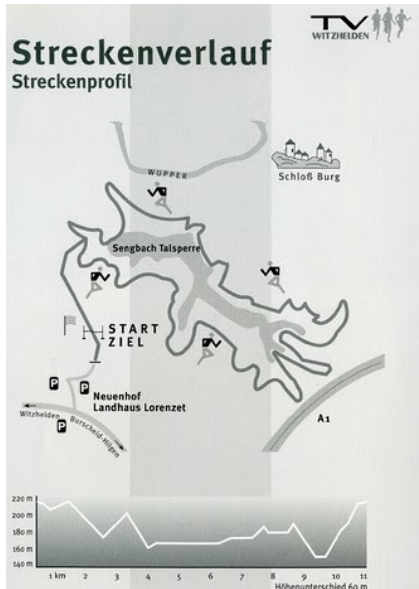 TV
WITZHELDEN
Streckenverlauf
Streckenprofil
WUPPER
Schloß Burg
Sengbach Talsperre
START
ZIEL
P
P
Neuenhof
Landhaus Lorenzet
Witzhelden
P
Burscheid-Hilgen
A1
220 m
200 m
180 m
160 m
140 m
1 km 2 3 4 5 6 7 8 9 10 11
Höhenunterschied 60 m